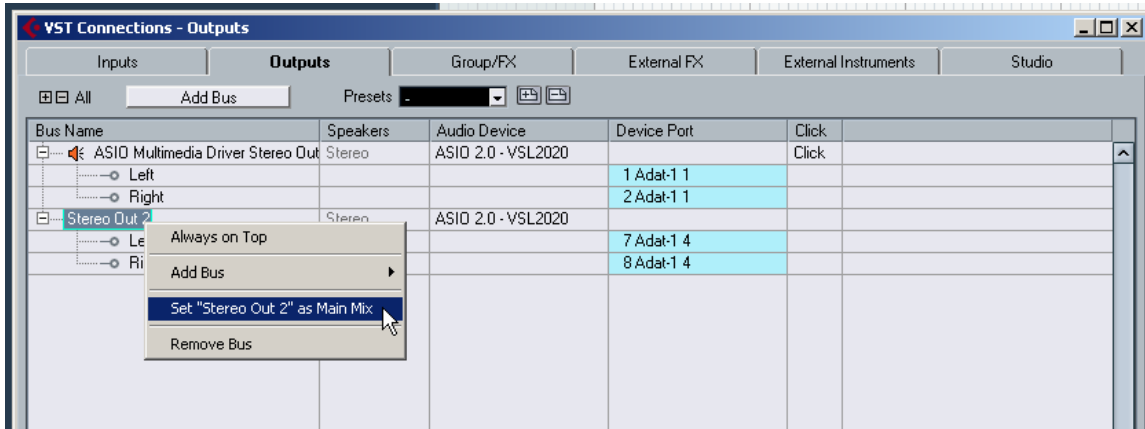 VST Connections - Outputs
Inputs Outputs Group/FX External FX External Instruments Studio
All Add Bus Presets -
Bus Name Speakers Audio Device Device Port Click
ASIO Multimedia Driver Stereo Out Stereo ASIO 2.0 - VSL2020 Click
Left 1 Adat-1 1
Right 2 Adat-1 1
Stereo Out 2 Stereo ASIO 2.0 - VSL2020
Le 7 Adat-1 4
Ri 8 Adat-1 4
Always on Top
Add Bus
Set "Stereo Out 2" as Main Mix
Remove Bus